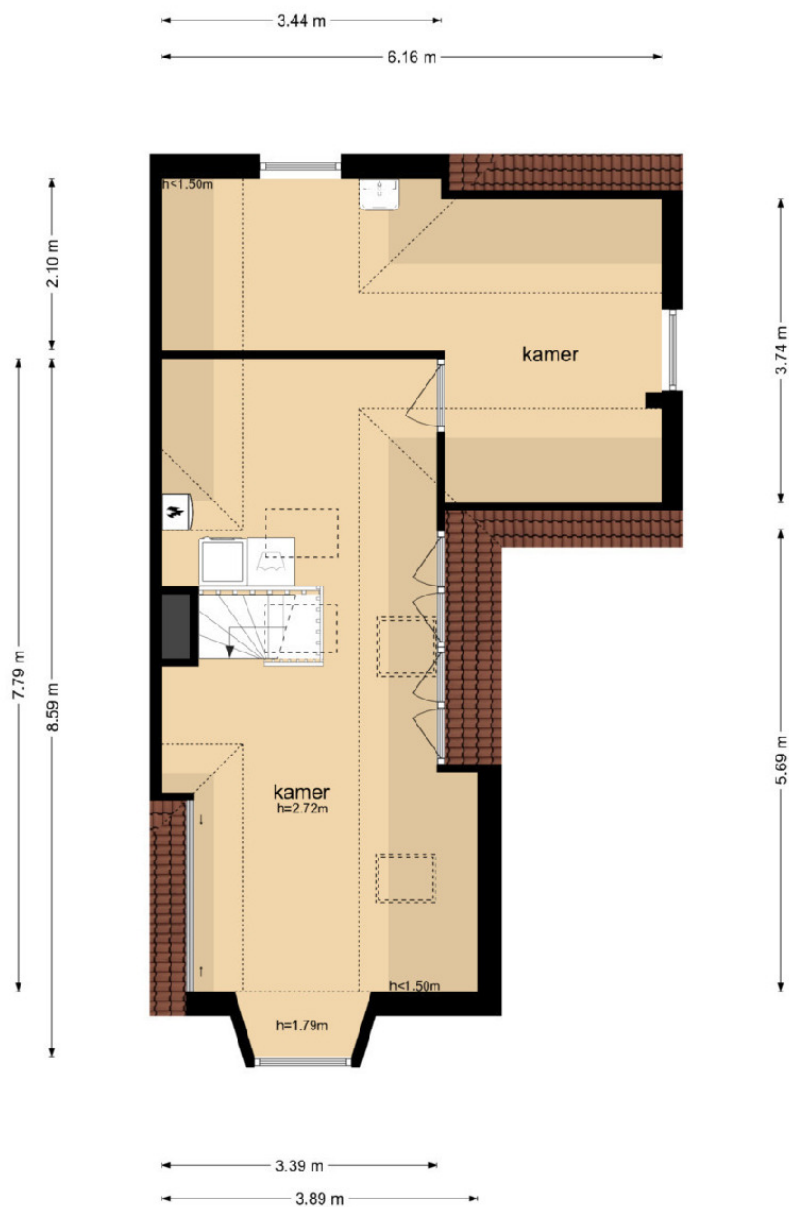 3.44 m
6.16 m
h<1.50m
2.10 m
3.74 m
kamer
7.79 m
8.59 m
5.69 m
kamer
h=2.72m
h<1.50m
h=1.79m
3.39 m
3.89 m